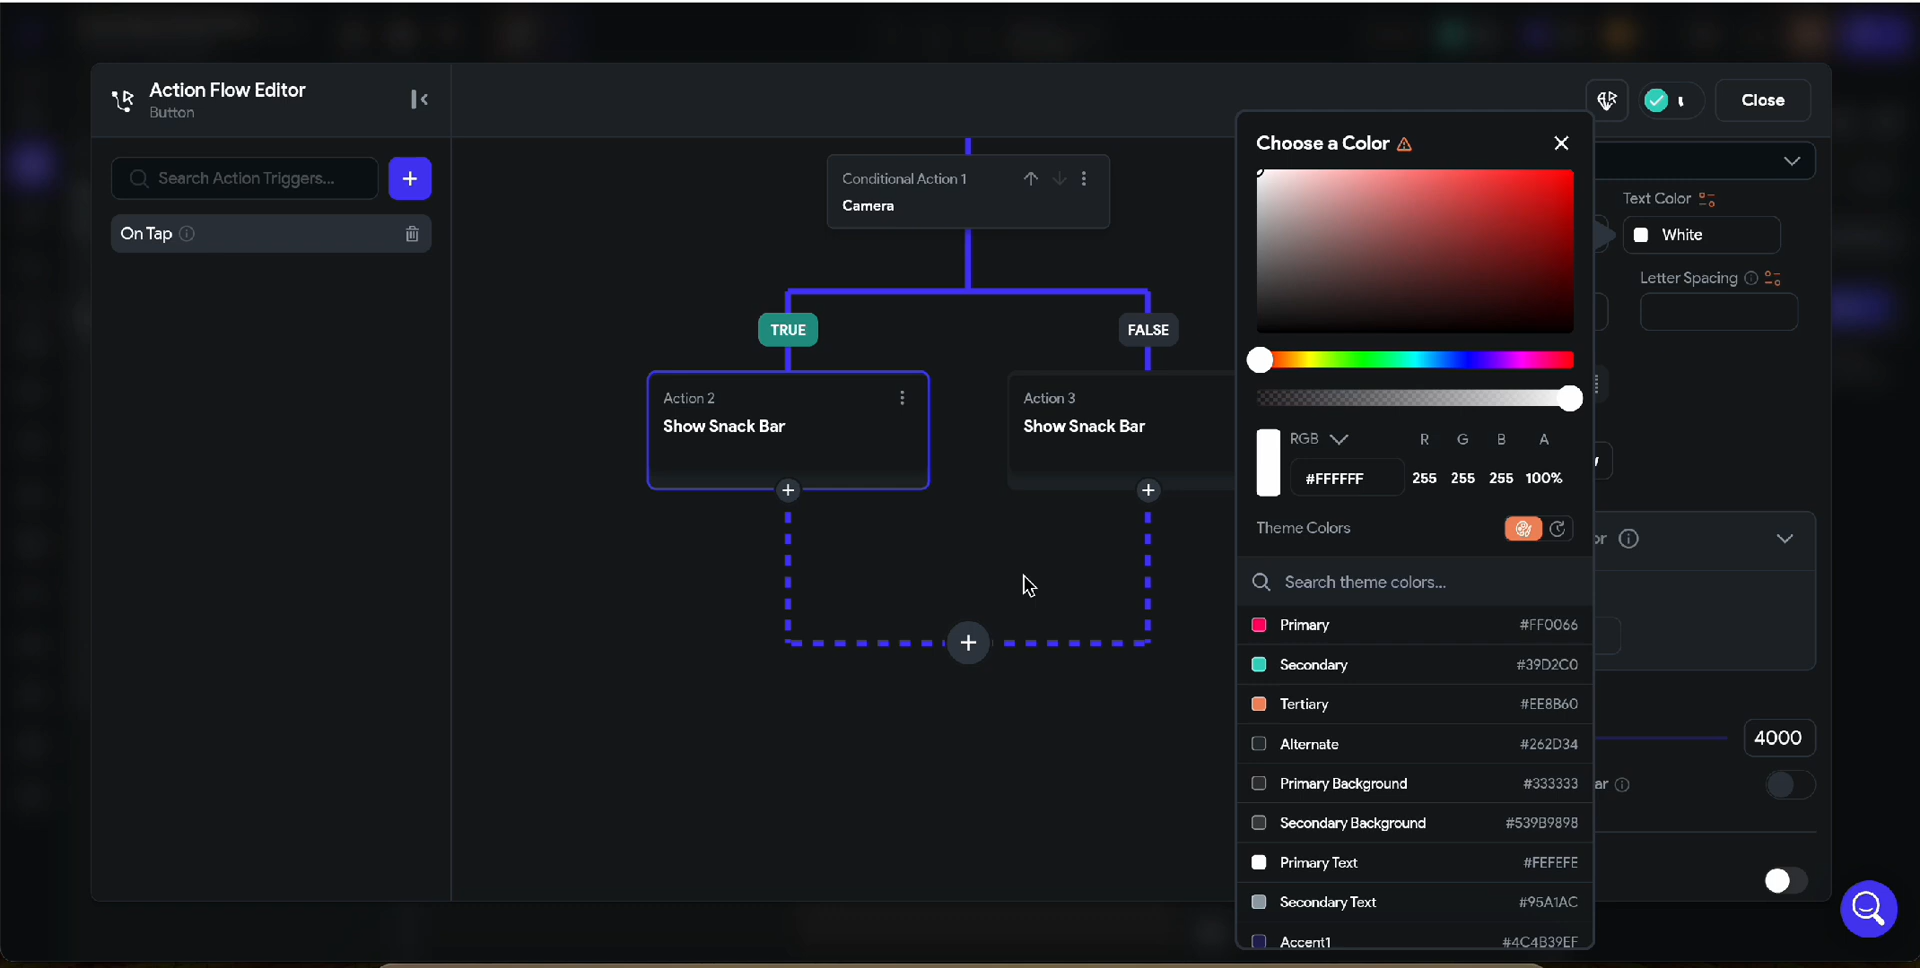 Action Flow Editor
Button
Close
Search Action Triggers...
On Tap
Conditional Action 1
Camera
TRUE
FALSE
Action 2
Show Snack Bar
Action 3
Show Snack Bar
Choose a Color
RGB R G B A
#FFFFFF 255 255 255 100%
Theme Colors
Search theme colors...
Primary #FF0066
Secondary #39D2C0
Tertiary #EE8B60
Alternate #262D34
Primary Background #333333
Secondary Background #539B9898
Primary Text #FEFEFE
Secondary Text #95A1AC
Accent1 #4C4B39EF
Text Color
White
Letter Spacing
or
4000
ar